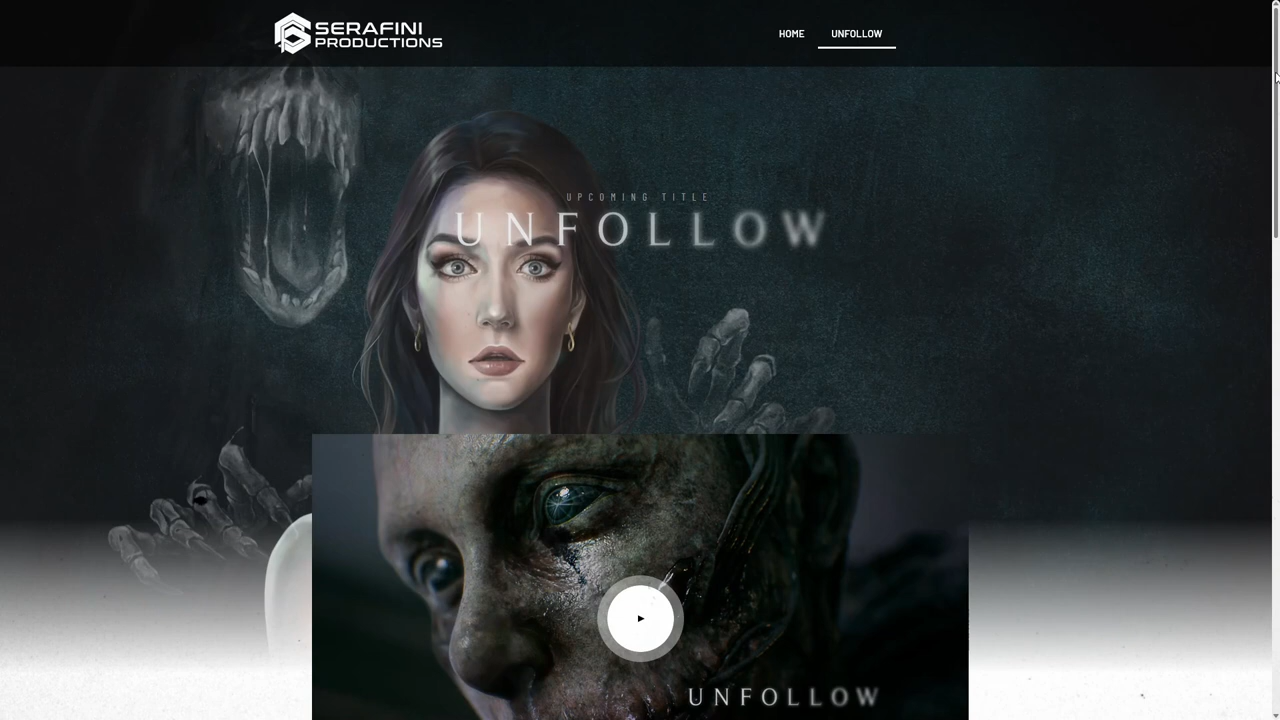 SERAFINI
PRODUCTIONS
HOME
UNFOLLOW
UPCOMING TITLE
UNFOLLOW
UNFOLLOW